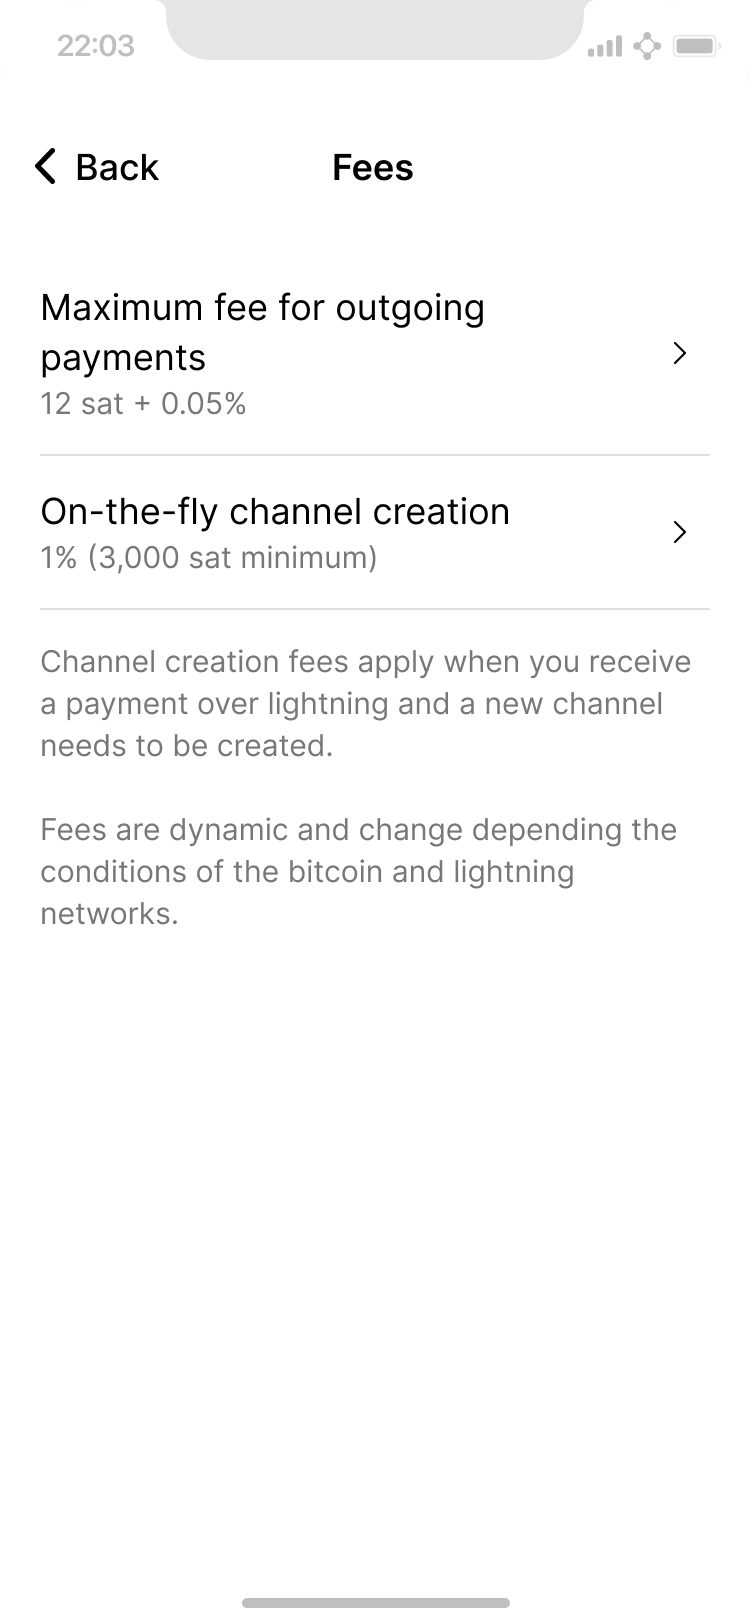 22:03
Back
Fees
Maximum fee for outgoing
payments
12 sat + 0.05%
On-the-fly channel creation
1% (3,000 sat minimum)
Channel creation fees apply when you receive
a payment over lightning and a new channel
needs to be created.
Fees are dynamic and change depending the
conditions of the bitcoin and lightning
networks.